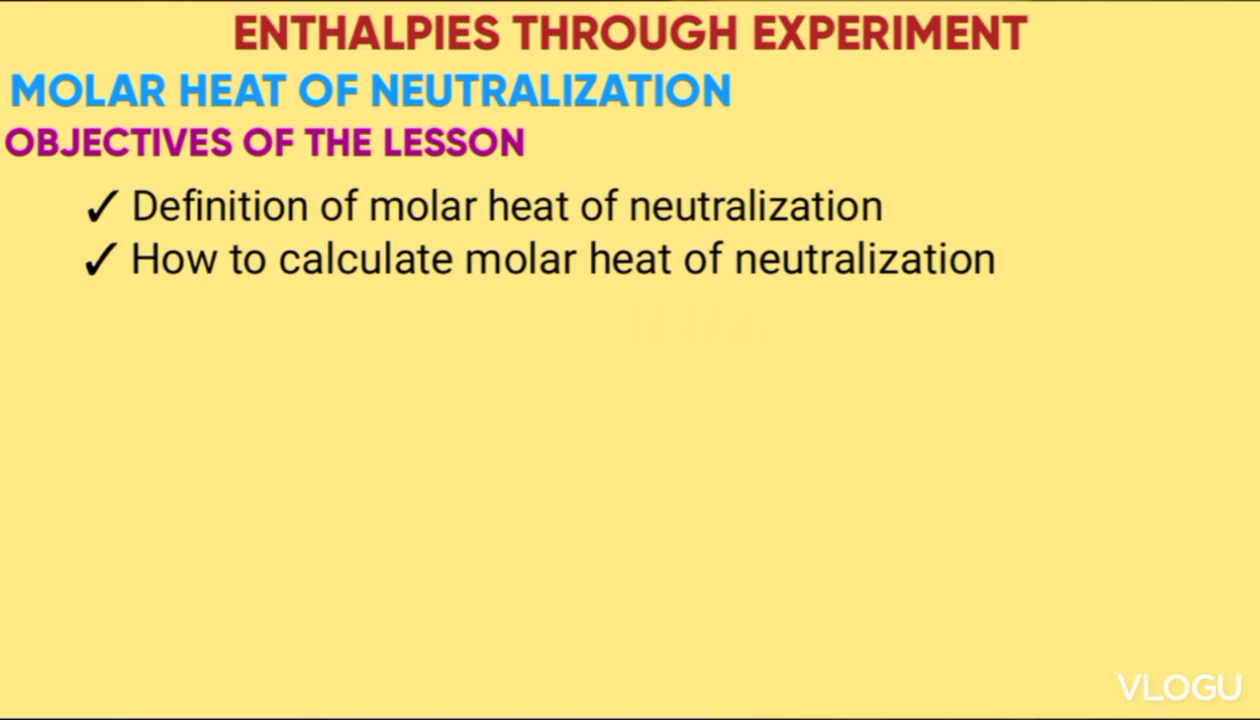 ENTHALPIES THROUGH EXPERIMENT
MOLAR HEAT OF NEUTRALIZATION
OBJECTIVES OF THE LESSON
✓ Definition of molar heat of neutralization
✓ How to calculate molar heat of neutralization
VLOGU